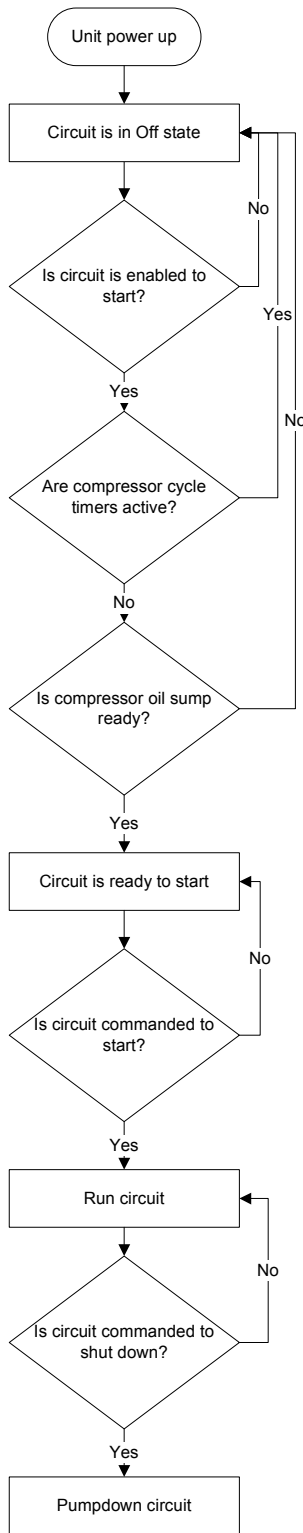 Unit power up
Circuit is in Off state
No
Is circuit is enabled to
start?
Yes
Yes
No
Are compressor cycle
timers active?
No
Is compressor oil sump
ready?
Yes
Circuit is ready to start
No
Is circuit commanded to
start?
Yes
Run circuit
No
Is circuit commanded to
shut down?
Yes
Pumpdown circuit